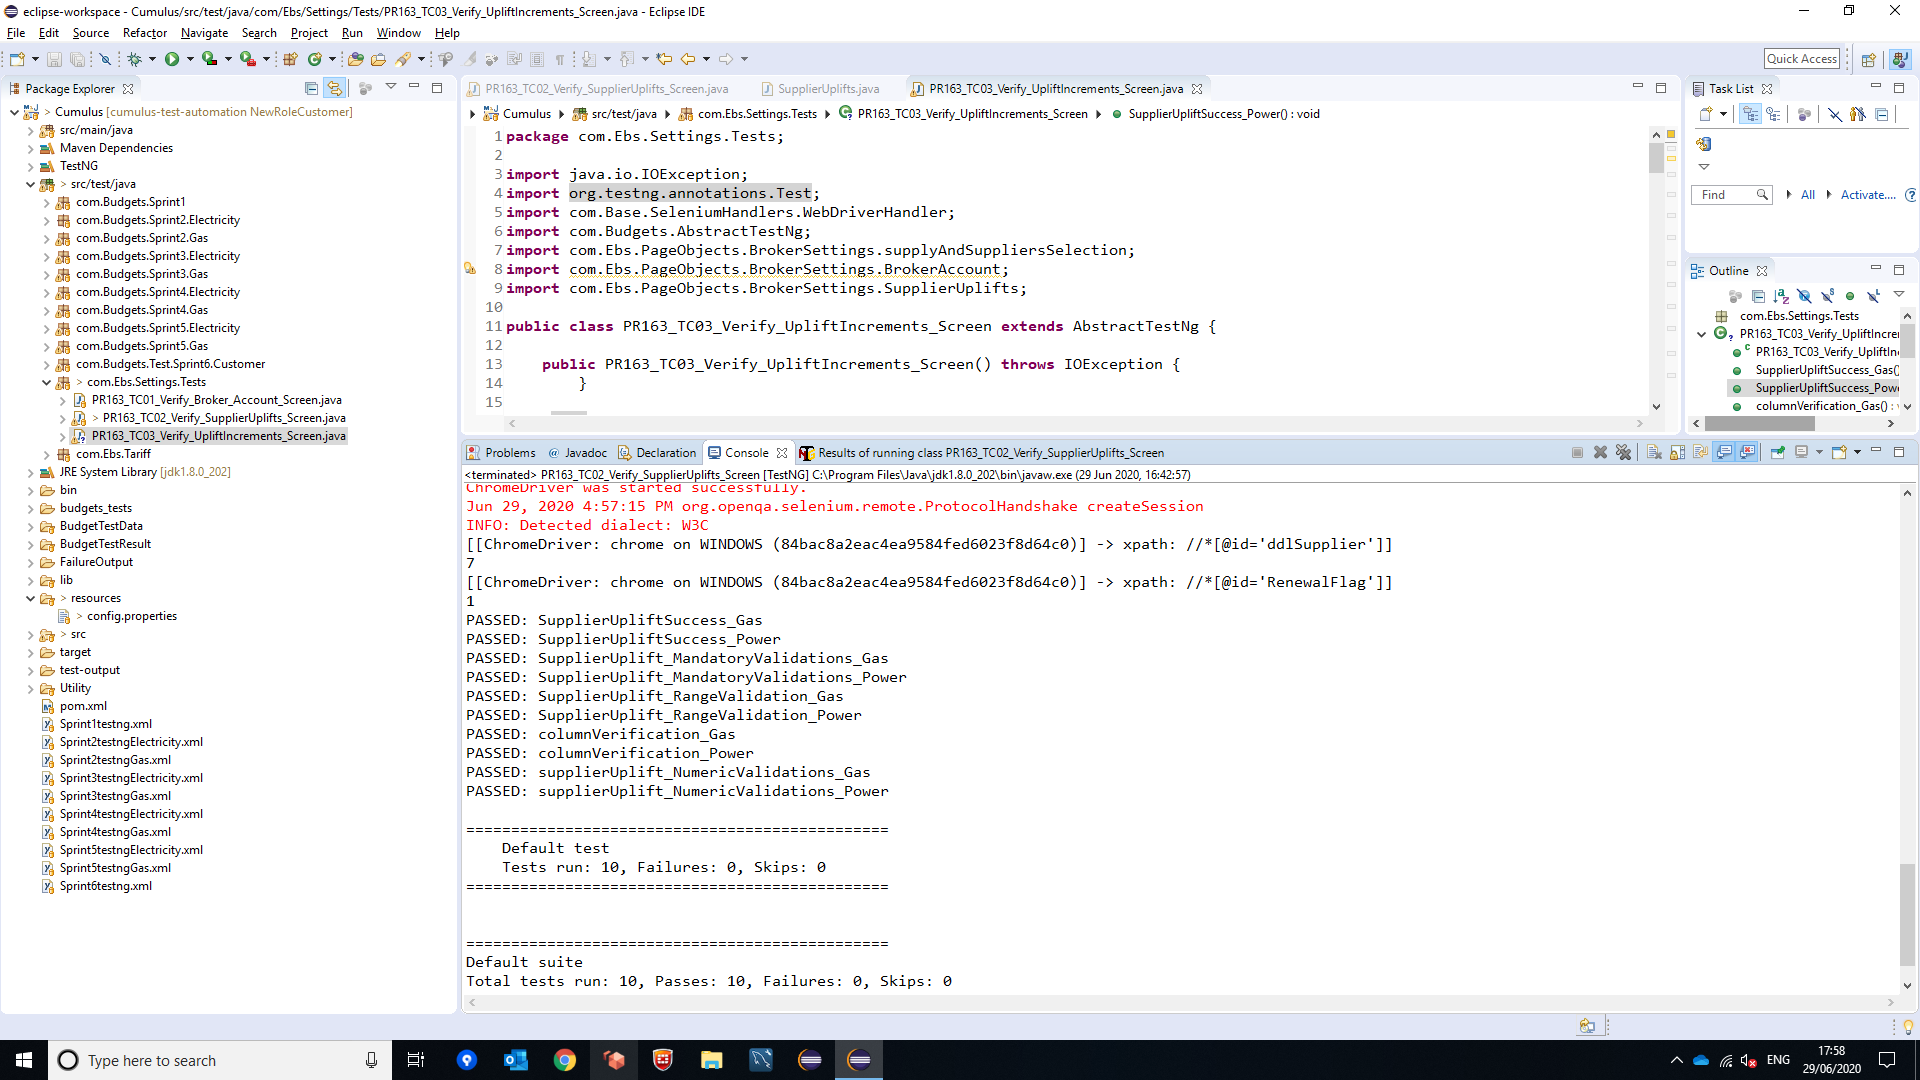 eclipse-workspace - Cumulus/src/test/java/com/Ebs/Settings/Tests/PR163_TC03_Verify_UpliftIncrements_Screen.java - Eclipse IDE
File Edit Source Refactor Navigate Search Project Run Window Help
Quick Access
Package Explorer
> Cumulus [cumulus-test-automation NewRoleCustomer]
src/main/java
Maven Dependencies
TestNG
> src/test/java
com.Budgets.Sprint1
com.Budgets.Sprint2.Electricity
com.Budgets.Sprint2.Gas
com.Budgets.Sprint3.Electricity
com.Budgets.Sprint3.Gas
com.Budgets.Sprint4.Electricity
com.Budgets.Sprint4.Gas
com.Budgets.Sprint5.Electricity
com.Budgets.Sprint5.Gas
com.Budgets.Test.Sprint6.Customer
> com.Ebs.Settings.Tests
PR163_TC01_Verify_Broker_Account_Screen.java
> PR163_TC02_Verify_SupplierUplifts_Screen.java
PR163_TC03_Verify_UpliftIncrements_Screen.java
com.Ebs.Tariff
JRE System Library [jdk1.8.0_202]
bin
budgets_tests
BudgetTestData
BudgetTestResult
FailureOutput
lib
> resources
> config.properties
> src
target
test-output
Utility
pom.xml
Sprint1testng.xml
Sprint2testngElectricity.xml
Sprint2testngGas.xml
Sprint3testngElectricity.xml
Sprint3testngGas.xml
Sprint4testngElectricity.xml
Sprint4testngGas.xml
Sprint5testngElectricity.xml
Sprint5testngGas.xml
Sprint6testng.xml
PR163_TC02_Verify_SupplierUplifts_Screen.java SupplierUplifts.java PR163_TC03_Verify_UpliftIncrements_Screen.java
Cumulus src/test/java com.Ebs.Settings.Tests PR163_TC03_Verify_UpliftIncrements_Screen SupplierUpliftSuccess_Power() : void
1 package com.Ebs.Settings.Tests;
2
3 import java.io.IOException;
4 import org.testng.annotations.Test;
5 import com.Base.SeleniumHandlers.WebDriverHandler;
6 import com.Budgets.AbstractTestNg;
7 import com.Ebs.PageObjects.BrokerSettings.supplyAndSuppliersSelection;
8 import com.Ebs.PageObjects.BrokerSettings.BrokerAccount;
9 import com.Ebs.PageObjects.BrokerSettings.SupplierUplifts;
10
11 public class PR163_TC03_Verify_UpliftIncrements_Screen extends AbstractTestNg {
12
13 public PR163_TC03_Verify_UpliftIncrements_Screen() throws IOException {
14 }
15
Task List
Find All Activate....
Outline
com.Ebs.Settings.Tests
PR163_TC03_Verify_UpliftIncrer
PR163_TC03_Verify_UpliftIn
SupplierUpliftSuccess_Gas()
SupplierUpliftSuccess_Powe
columnVerification_Gas() :
Problems Javadoc Declaration Console Results of running class PR163_TC02_Verify_SupplierUplifts_Screen
<terminated> PR163_TC02_Verify_SupplierUplifts_Screen [TestNG] C:\Program Files\Java\jdk1.8.0_202\bin\javaw.exe (29 Jun 2020, 16:42:57)
ChromeDriver was started successfully.
Jun 29, 2020 4:57:15 PM org.openqa.selenium.remote.ProtocolHandshake createSession
INFO: Detected dialect: W3C
[[ChromeDriver: chrome on WINDOWS (84bac8a2eac4ea9584fed6023f8d64c0)] -> xpath: //*[@id='ddlSupplier']]
7
[[ChromeDriver: chrome on WINDOWS (84bac8a2eac4ea9584fed6023f8d64c0)] -> xpath: //*[@id='RenewalFlag']]
1
PASSED: SupplierUpliftSuccess_Gas
PASSED: SupplierUpliftSuccess_Power
PASSED: SupplierUplift_MandatoryValidations_Gas
PASSED: SupplierUplift_MandatoryValidations_Power
PASSED: SupplierUplift_RangeValidation_Gas
PASSED: SupplierUplift_RangeValidation_Power
PASSED: columnVerification_Gas
PASSED: columnVerification_Power
PASSED: supplierUplift_NumericValidations_Gas
PASSED: supplierUplift_NumericValidations_Power
===============================================
Default test
Tests run: 10, Failures: 0, Skips: 0
===============================================
===============================================
Default suite
Total tests run: 10, Passes: 10, Failures: 0, Skips: 0
Type here to search
ENG
17:58
29/06/2020